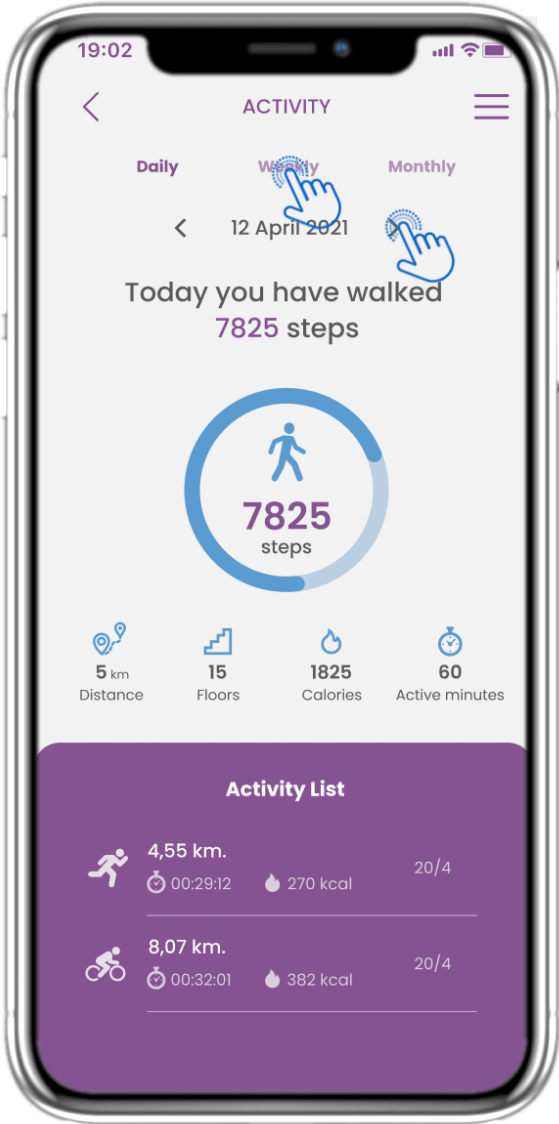 19:02
ACTIVITY
Daily Weekly Monthly
12 April 2021
Today you have walked
7825 steps
7825
steps
5 km 15 1825 60
Distance Floors Calories Active minutes
Activity List
4,55 km.
00:29:12 270 kcal 20/4
8,07 km.
00:32:01 382 kcal 20/4